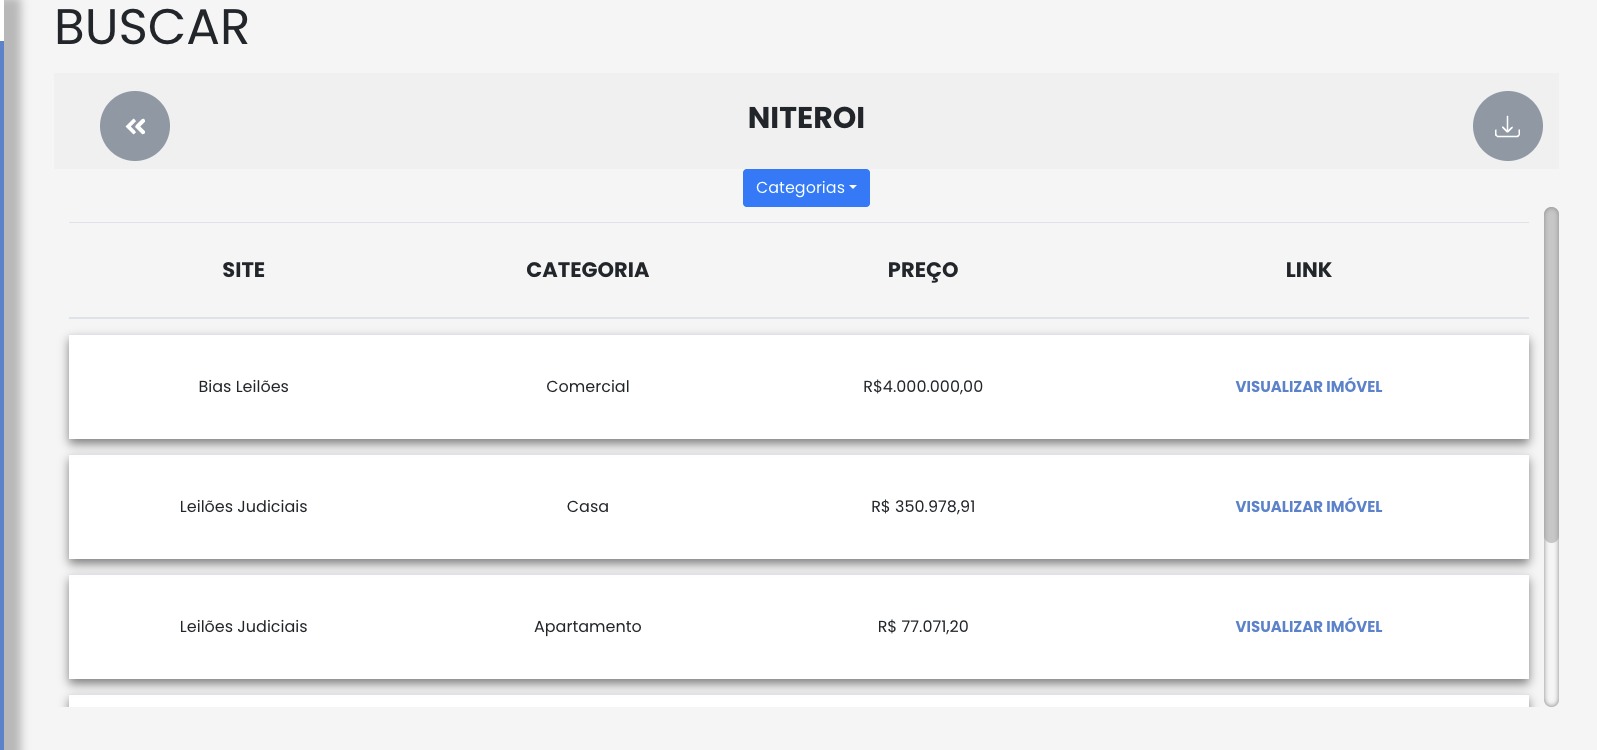 BUSCAR
NITEROI
Categorias
SITE CATEGORIA PREÇO LINK
Bias Leilões Comercial R$4.000.000,00 VISUALIZAR IMÓVEL
Leilões Judiciais Casa R$ 350.978,91 VISUALIZAR IMÓVEL
Leilões Judiciais Apartamento R$ 77.071,20 VISUALIZAR IMÓVEL